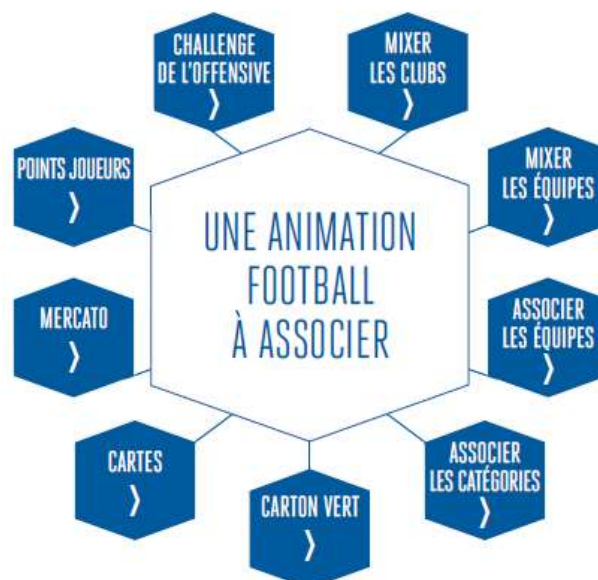 CHALLENGE
DE L'OFFENSIVE
❯
MIXER
LES CLUBS
❯
POINTS JOUEURS
❯
MIXER
LES ÉQUIPES
❯
UNE ANIMATION
FOOTBALL
À ASSOCIER
MERCATO
❯
ASSOCIER
LES ÉQUIPES
❯
CARTES
❯
ASSOCIER
LES CATÉGORIES
❯
CARTON VERT
❯